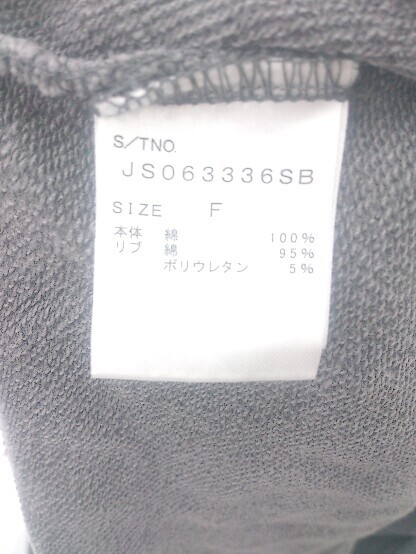 S/TNO.
JS063336SB
SIZE F
本体 綿 100%
リブ 綿 95%
ポリウレタン 5%